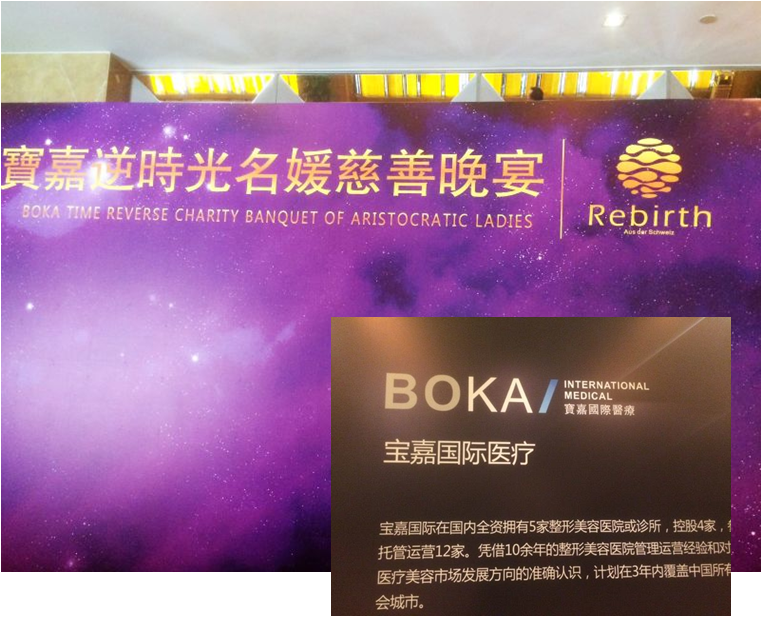 寶嘉逆時光名媛慈善晚宴
BOKA TIME REVERSE CHARITY BANQUET OF ARISTOCRATIC LADIES
Rebirth
Aus der Schweiz
BOKA/
INTERNATIONAL
MEDICAL
寶嘉國際醫療
宝嘉国际医疗
宝嘉国际在国内全资拥有5家整形美容医院或诊所，控股4家，
托管运营12家。凭借10余年的整形美容医院管理运营经验和对
医疗美容市场发展方向的准确认识，计划在3年内覆盖中国所有
会城市。